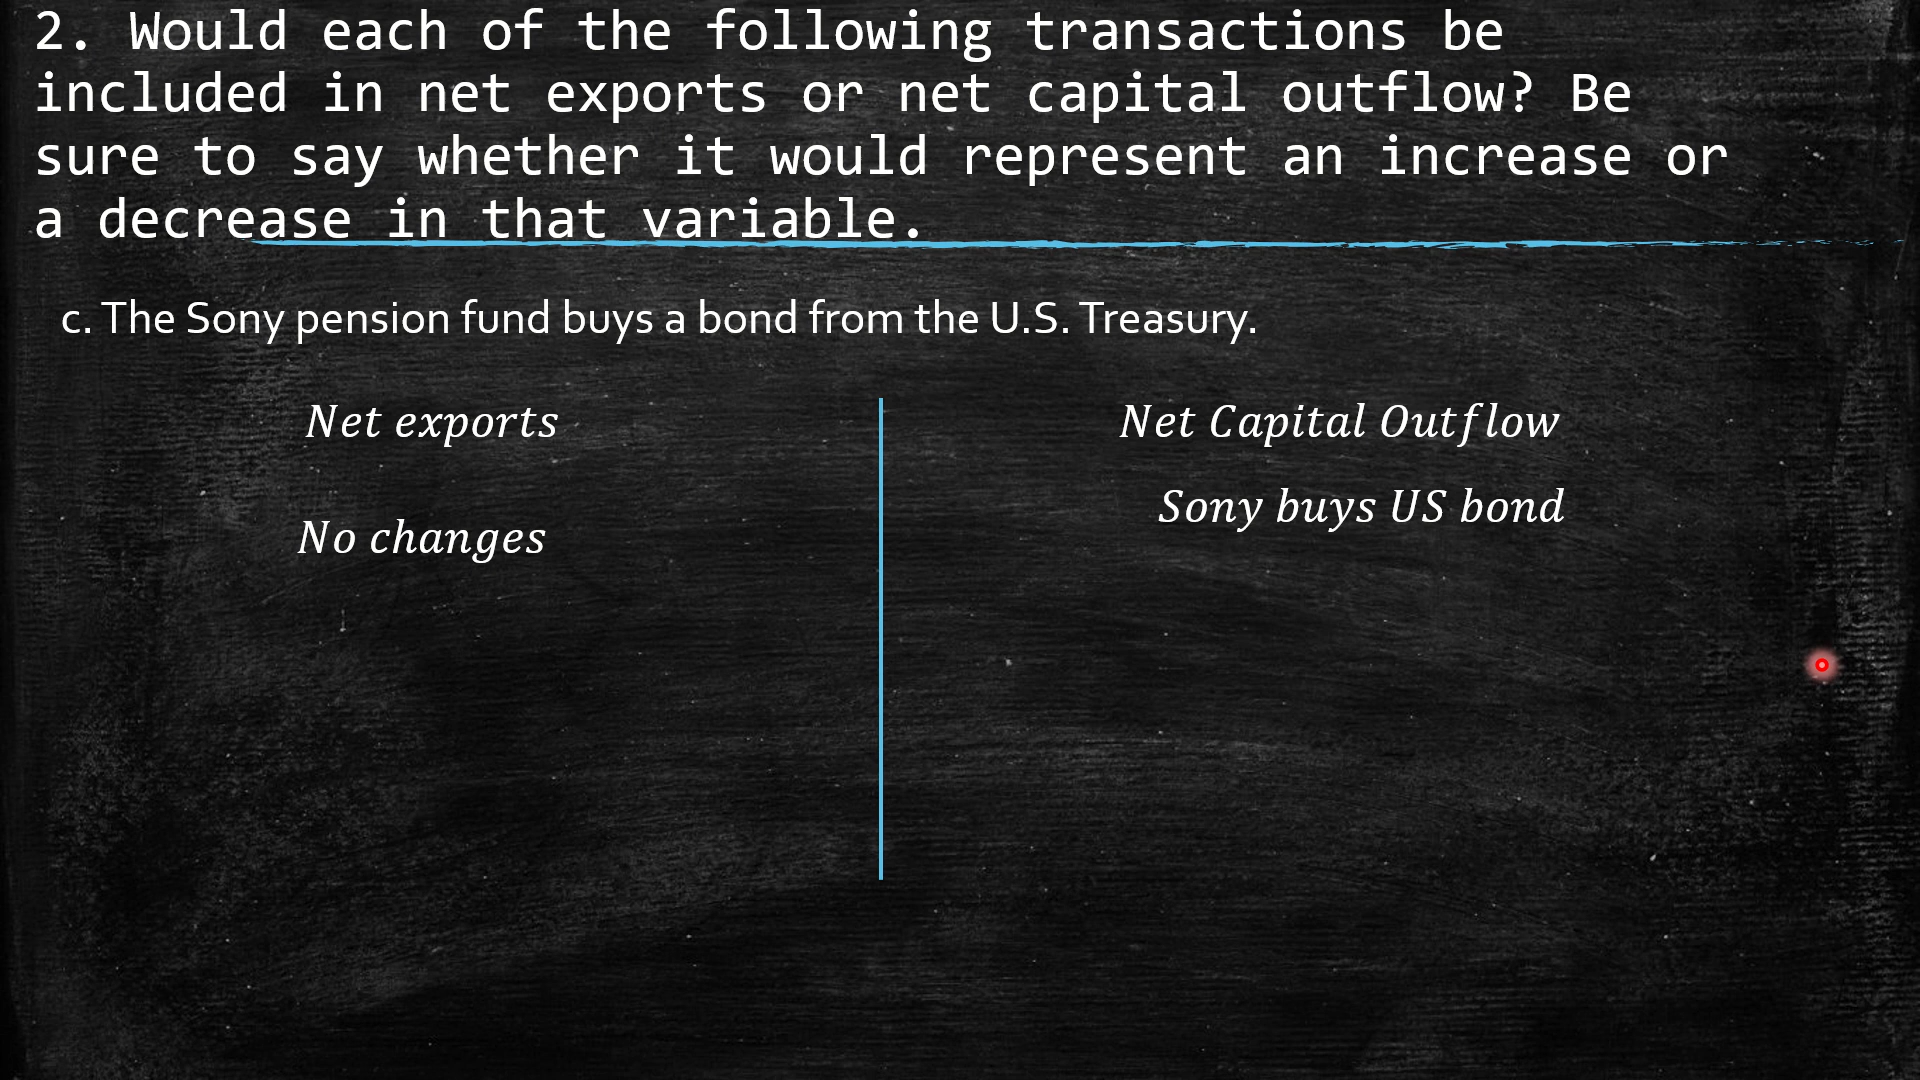 2. Would each of the following transactions be
included in net exports or net capital outflow? Be
sure to say whether it would represent an increase or
a decrease in that variable.
c. The Sony pension fund buys a bond from the U.S. Treasury.
Net exports
No changes
Net Capital Outflow
Sony buys US bond